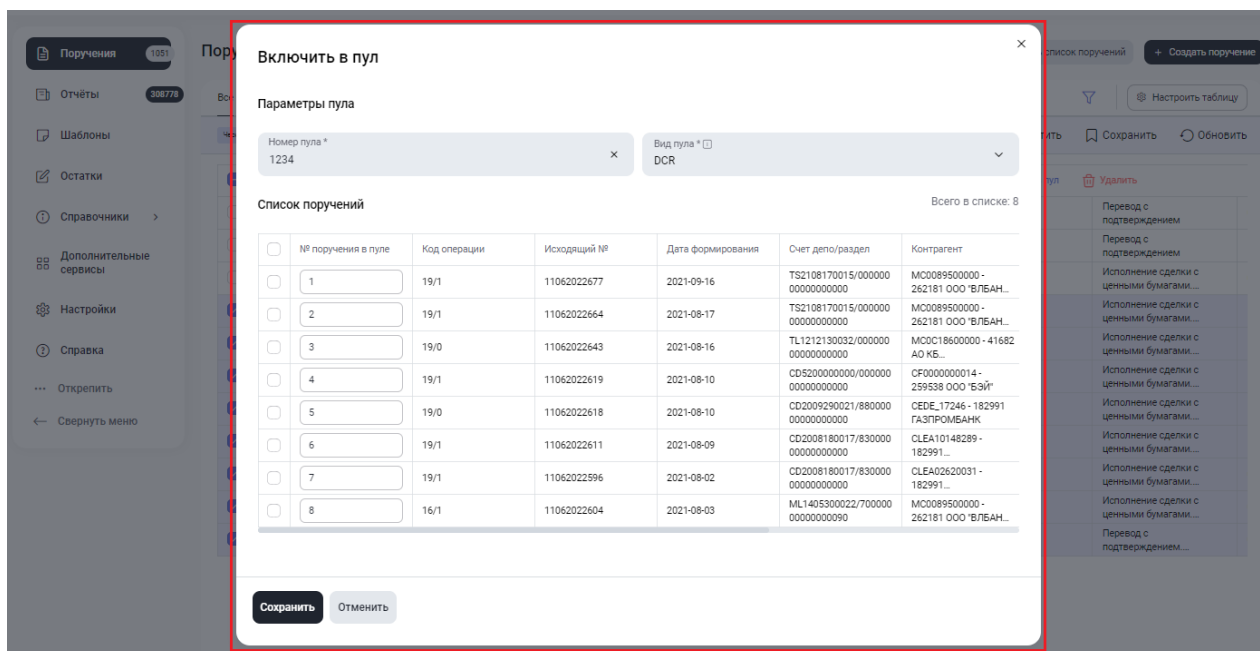 Поручения 1051
Отчёты 308778
Шаблоны
Остатки
Справочники
Дополнительные
сервисы
Настройки
Справка
Открепить
Свернуть меню
список поручений
+ Создать поручение
Настроить таблицу
Сохранить
Обновить
Удалить
Включить в пул
Параметры пула
Номер пула *
1234
Вид пула *
DCR
Список поручений
Всего в списке: 8
№ поручения в пуле Код операции Исходящий № Дата формирования Счет депо/раздел Контрагент
1 19/1 11062022677 2021-09-16 TS2108170015/000000 MC0089500000 -
00000000000 262181 ООО "ВЛБАН...
2 19/1 11062022664 2021-08-17 TS2108170015/000000 MC0089500000 -
00000000000 262181 ООО "ВЛБАН...
3 19/0 11062022643 2021-08-16 TL1212130032/000000 MC0C18600000 - 41682
00000000000 АО КБ...
4 19/1 11062022619 2021-08-10 CD5200000000/000000 CF0000000014 -
00000000000 259538 ООО "БЭЙ"
5 19/0 11062022618 2021-08-10 CD2009290021/880000 CEDE_17246 - 182991
00000000000 ГАЗПРОМБАНК
6 19/1 11062022611 2021-08-09 CD2008180017/830000 CLEA10148289 -
00000000000 182991...
7 19/1 11062022596 2021-08-02 CD2008180017/830000 CLEA02620031 -
00000000000 182991...
8 16/1 11062022604 2021-08-03 ML1405300022/700000 MC0089500000 -
00000000090 262181 ООО "ВЛБАН...
Сохранить
Отменить
Перевод с
подтверждением
Перевод с
подтверждением
Исполнение сделки с
ценными бумагами....
Исполнение сделки с
ценными бумагами....
Исполнение сделки с
ценными бумагами....
Исполнение сделки с
ценными бумагами....
Исполнение сделки с
ценными бумагами....
Исполнение сделки с
ценными бумагами....
Исполнение сделки с
ценными бумагами....
Исполнение сделки с
ценными бумагами....
Перевод с
подтверждением....